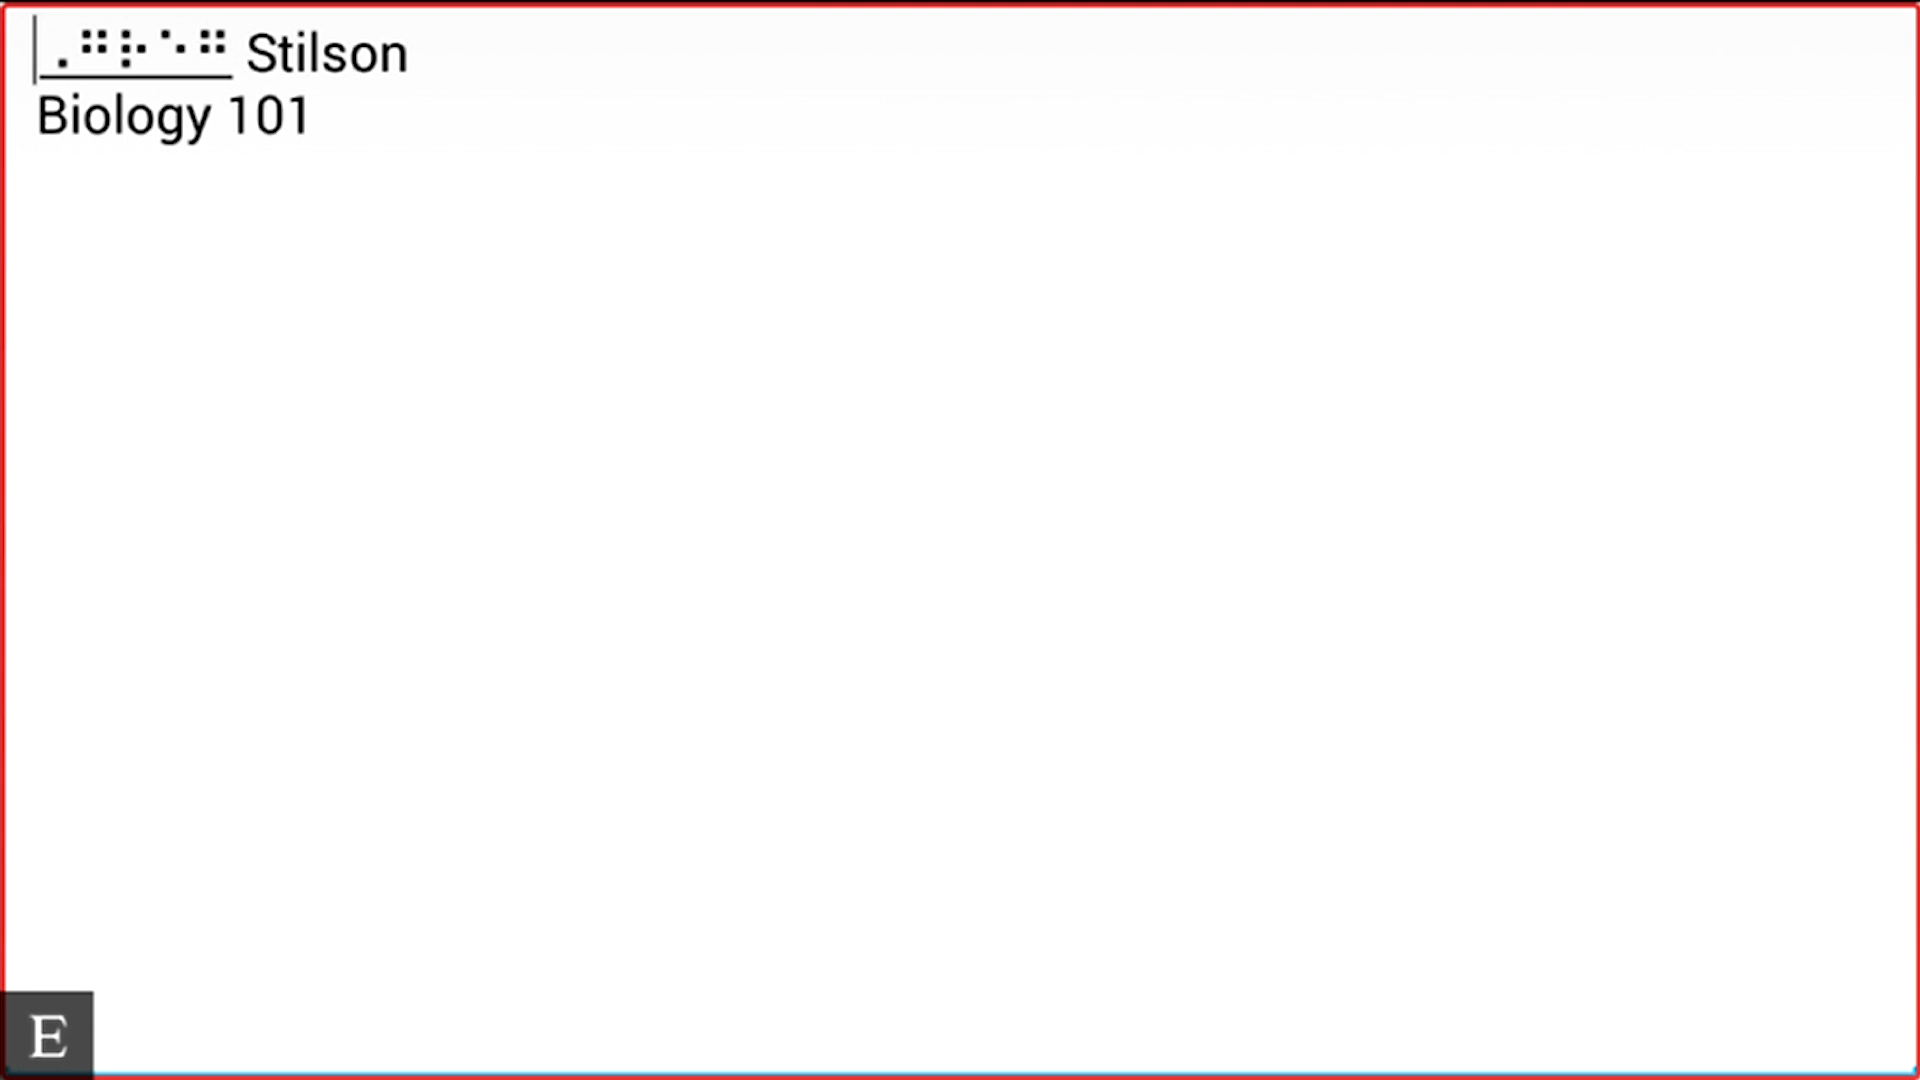 ⠠⠛⠗⠑⠛ Stilson
Biology 101
E